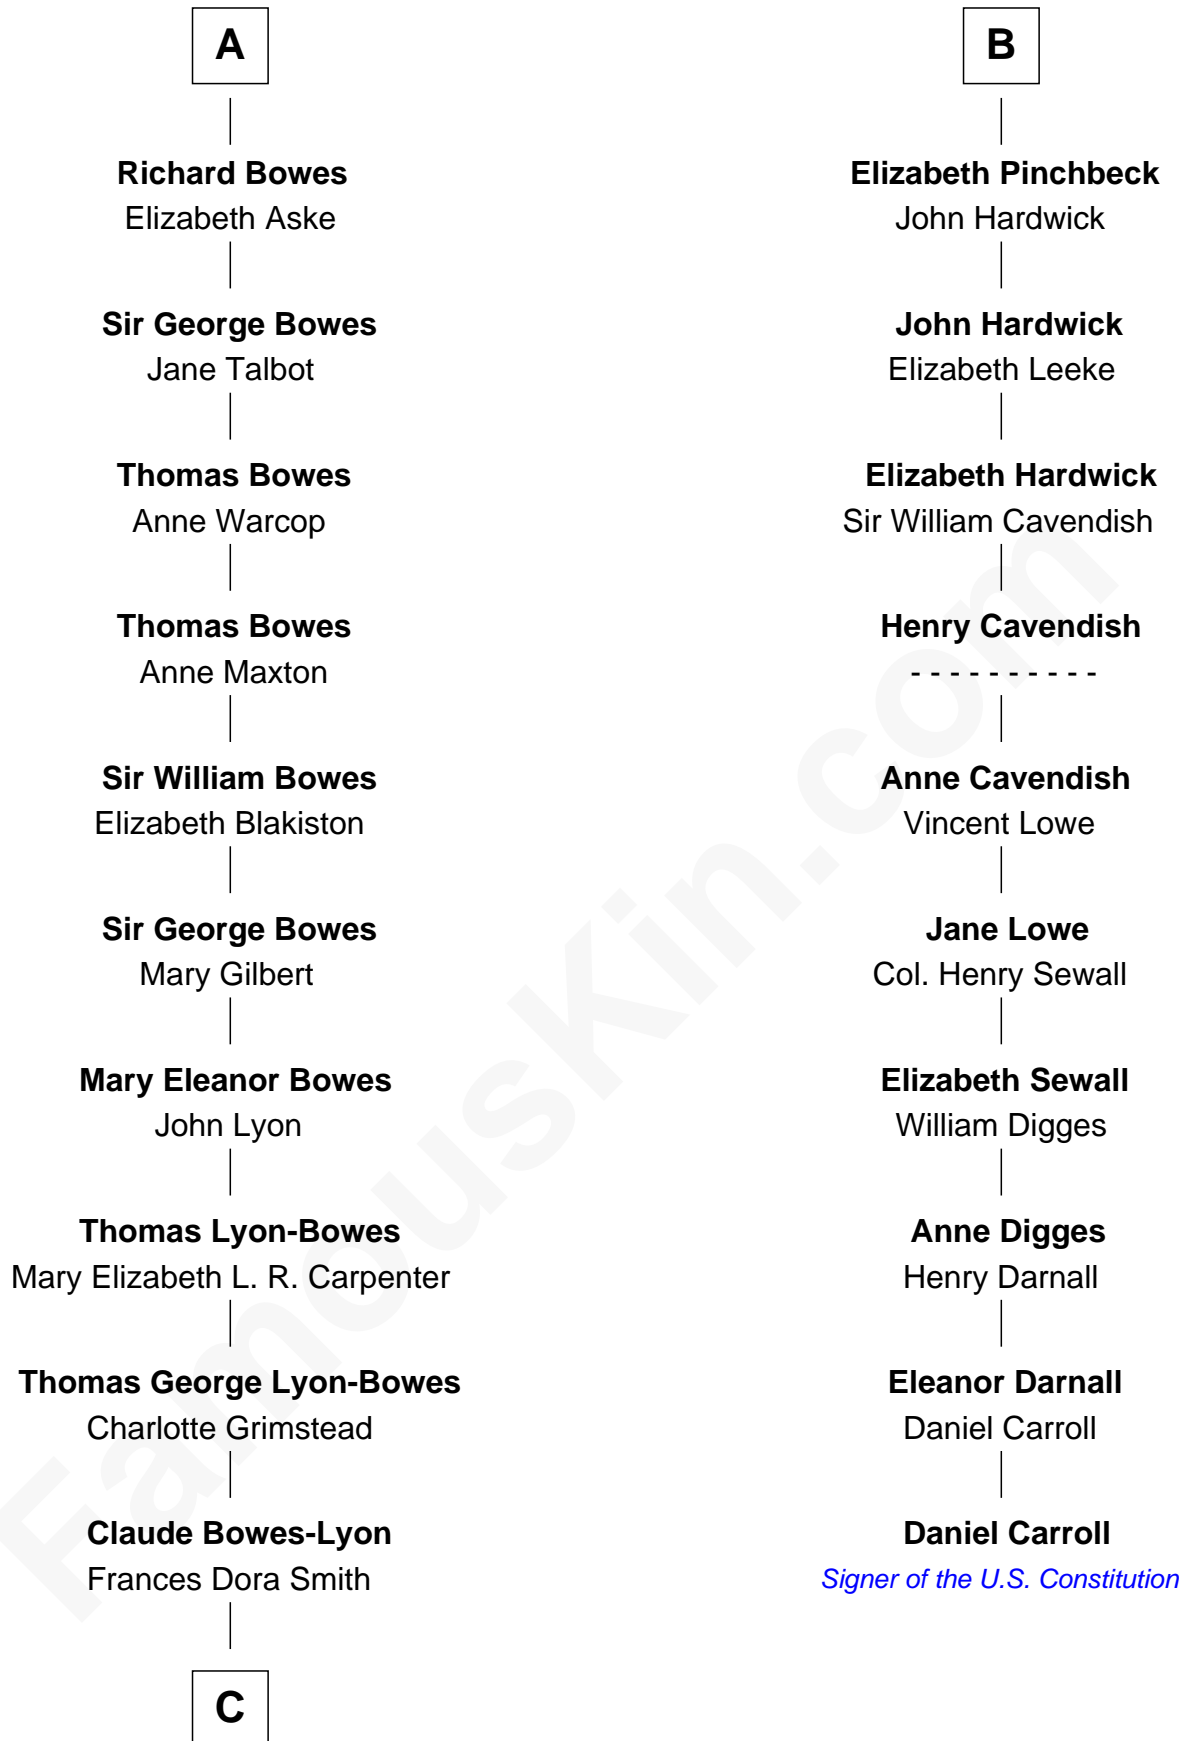 A
Richard Bowes
Elizabeth Aske
Sir George Bowes
Jane Talbot
Thomas Bowes
Anne Warcop
Thomas Bowes
Anne Maxton
Sir William Bowes
Elizabeth Blakiston
Sir George Bowes
Mary Gilbert
Mary Eleanor Bowes
John Lyon
Thomas Lyon-Bowes
Mary Elizabeth L. R. Carpenter
Thomas George Lyon-Bowes
Charlotte Grimstead
Claude Bowes-Lyon
Frances Dora Smith
C
B
Elizabeth Pinchbeck
John Hardwick
John Hardwick
Elizabeth Leeke
Elizabeth Hardwick
Sir William Cavendish
Henry Cavendish
- - - - - - - - - -
Anne Cavendish
Vincent Lowe
Jane Lowe
Col. Henry Sewall
Elizabeth Sewall
William Digges
Anne Digges
Henry Darnall
Eleanor Darnall
Daniel Carroll
Daniel Carroll
Signer of the U.S. Constitution
FamousKin.com